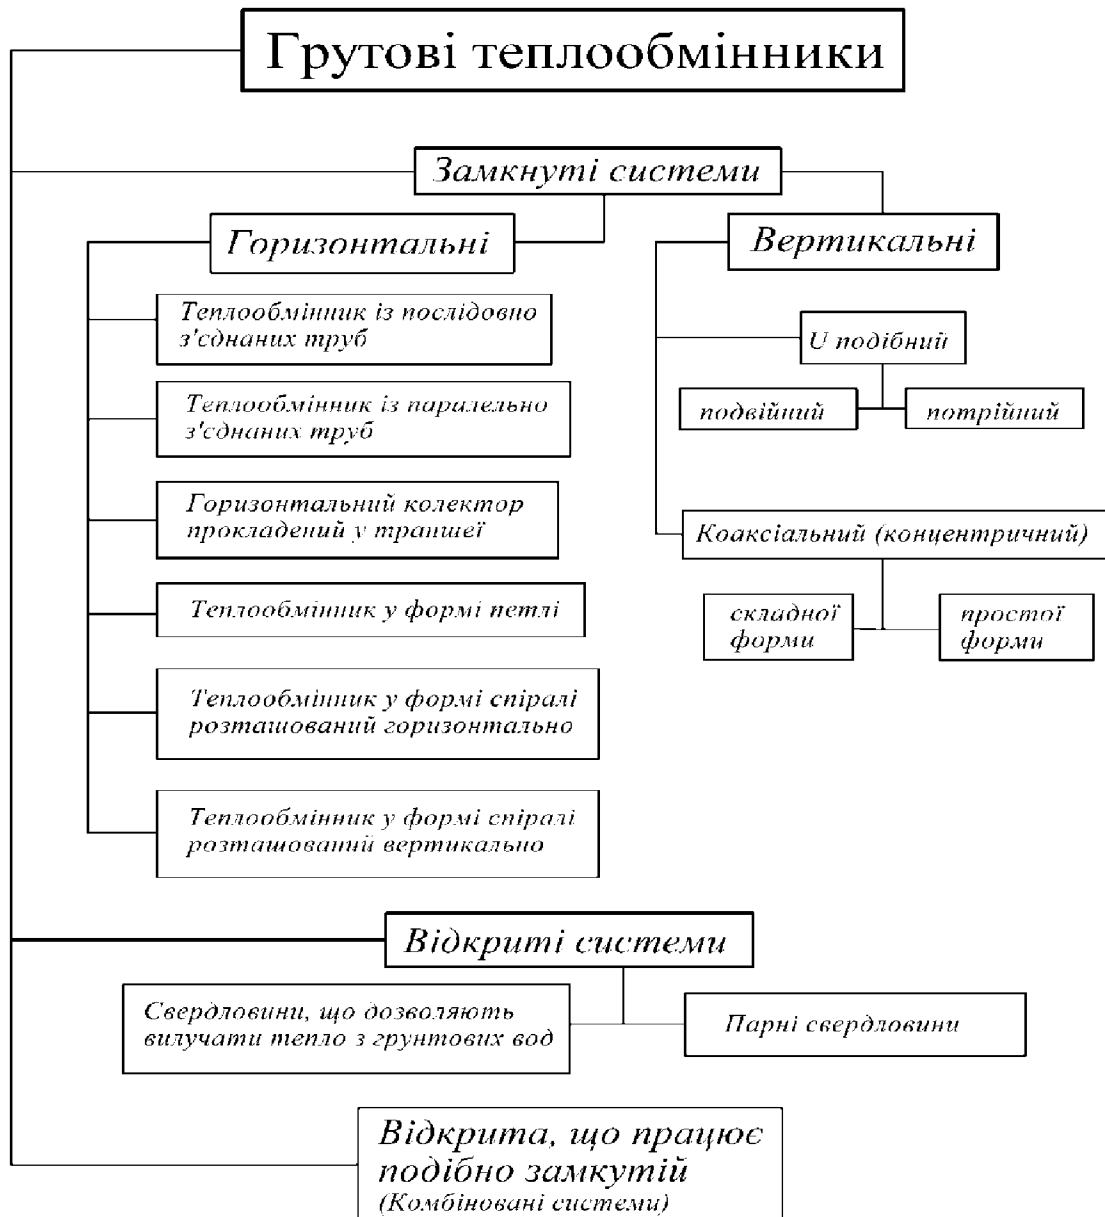 Грутові теплообмінники
Замкнуті системи
Горизонтальні
Вертикальні
Теплообмінник із послідовно
з'єднаних труб
Теплообмінник із паралельно
з'єднаних труб
Горизонтальний колектор
прокладений у траншеї
Теплообмінник у формі петлі
Теплообмінник у формі спіралі
розташований горизонтально
Теплообмінник у формі спіралі
розташований вертикально
U подібний
подвійний
потрійний
Коаксіальний (концентричний)
складної
форми
простої
форми
Відкриті системи
Свердловини, що дозволяють
вилучати тепло з грунтових вод
Парні свердловини
Відкрита, що працює
подібно замкутій
(Комбіновані системи)